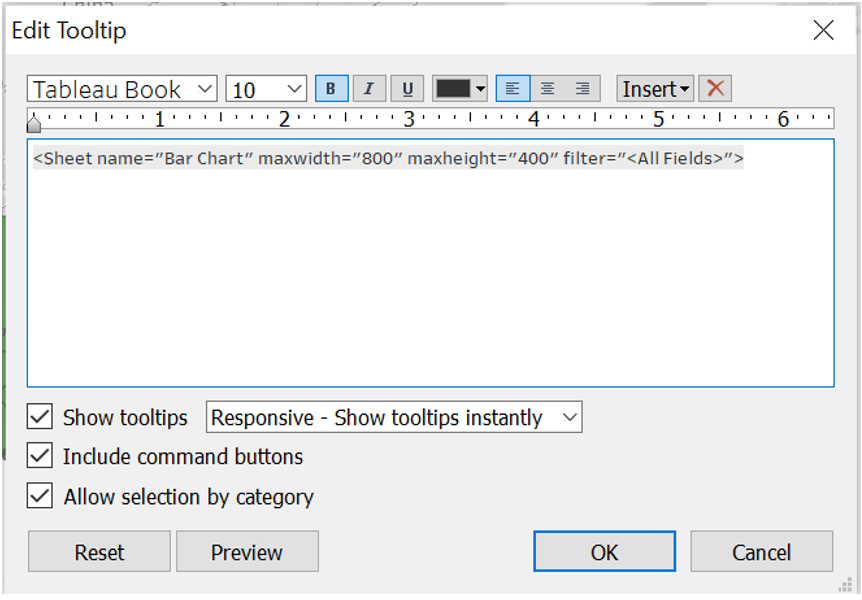 China
Edit Tooltip
Tableau Book 10 B I U Insert
1 2 3 4 5 6
<Sheet name="Bar Chart" maxwidth="800" maxheight="400" filter="<All Fields>">
Show tooltips Responsive - Show tooltips instantly
Include command buttons
Allow selection by category
Reset Preview OK Cancel